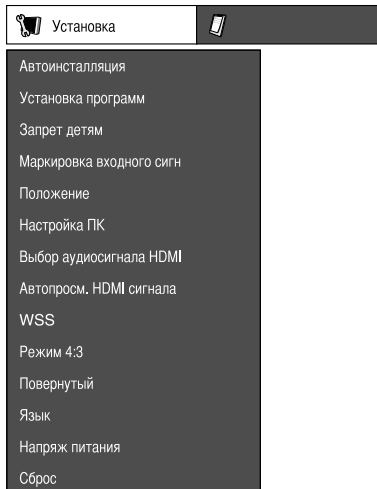 Установка
Автоинсталляция
Установка программ
Запрет детям
Маркировка входного сигн
Положение
Настройка ПК
Выбор аудиосигнала HDMI
Автопросм. HDMI сигнала
WSS
Режим 4:3
Повернутый
Язык
Напряж питания
Сброс